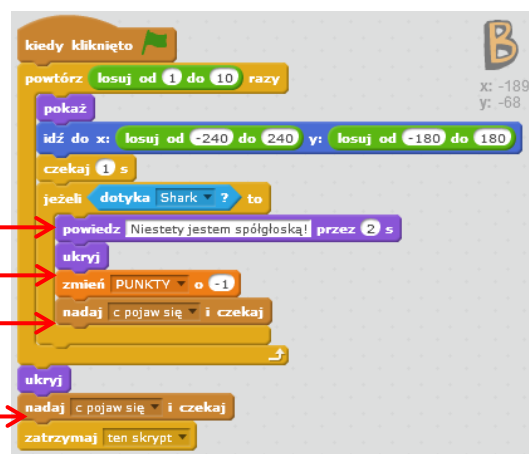 kiedy kliknięto
powtórz losuj od 1 do 10 razy
pokaż
idź do x: losuj od -240 do 240 y: losuj od -180 do 180
czekaj 1 s
jeżeli dotyka Shark ? to
powiedz Niestety jestem spółgłoską! przez 2 s
ukryj
zmień PUNKTY o -1
nadaj c pojaw się i czekaj
ukryj
nadaj c pojaw się i czekaj
zatrzymaj ten skrypt
B
x: -189
y: -68